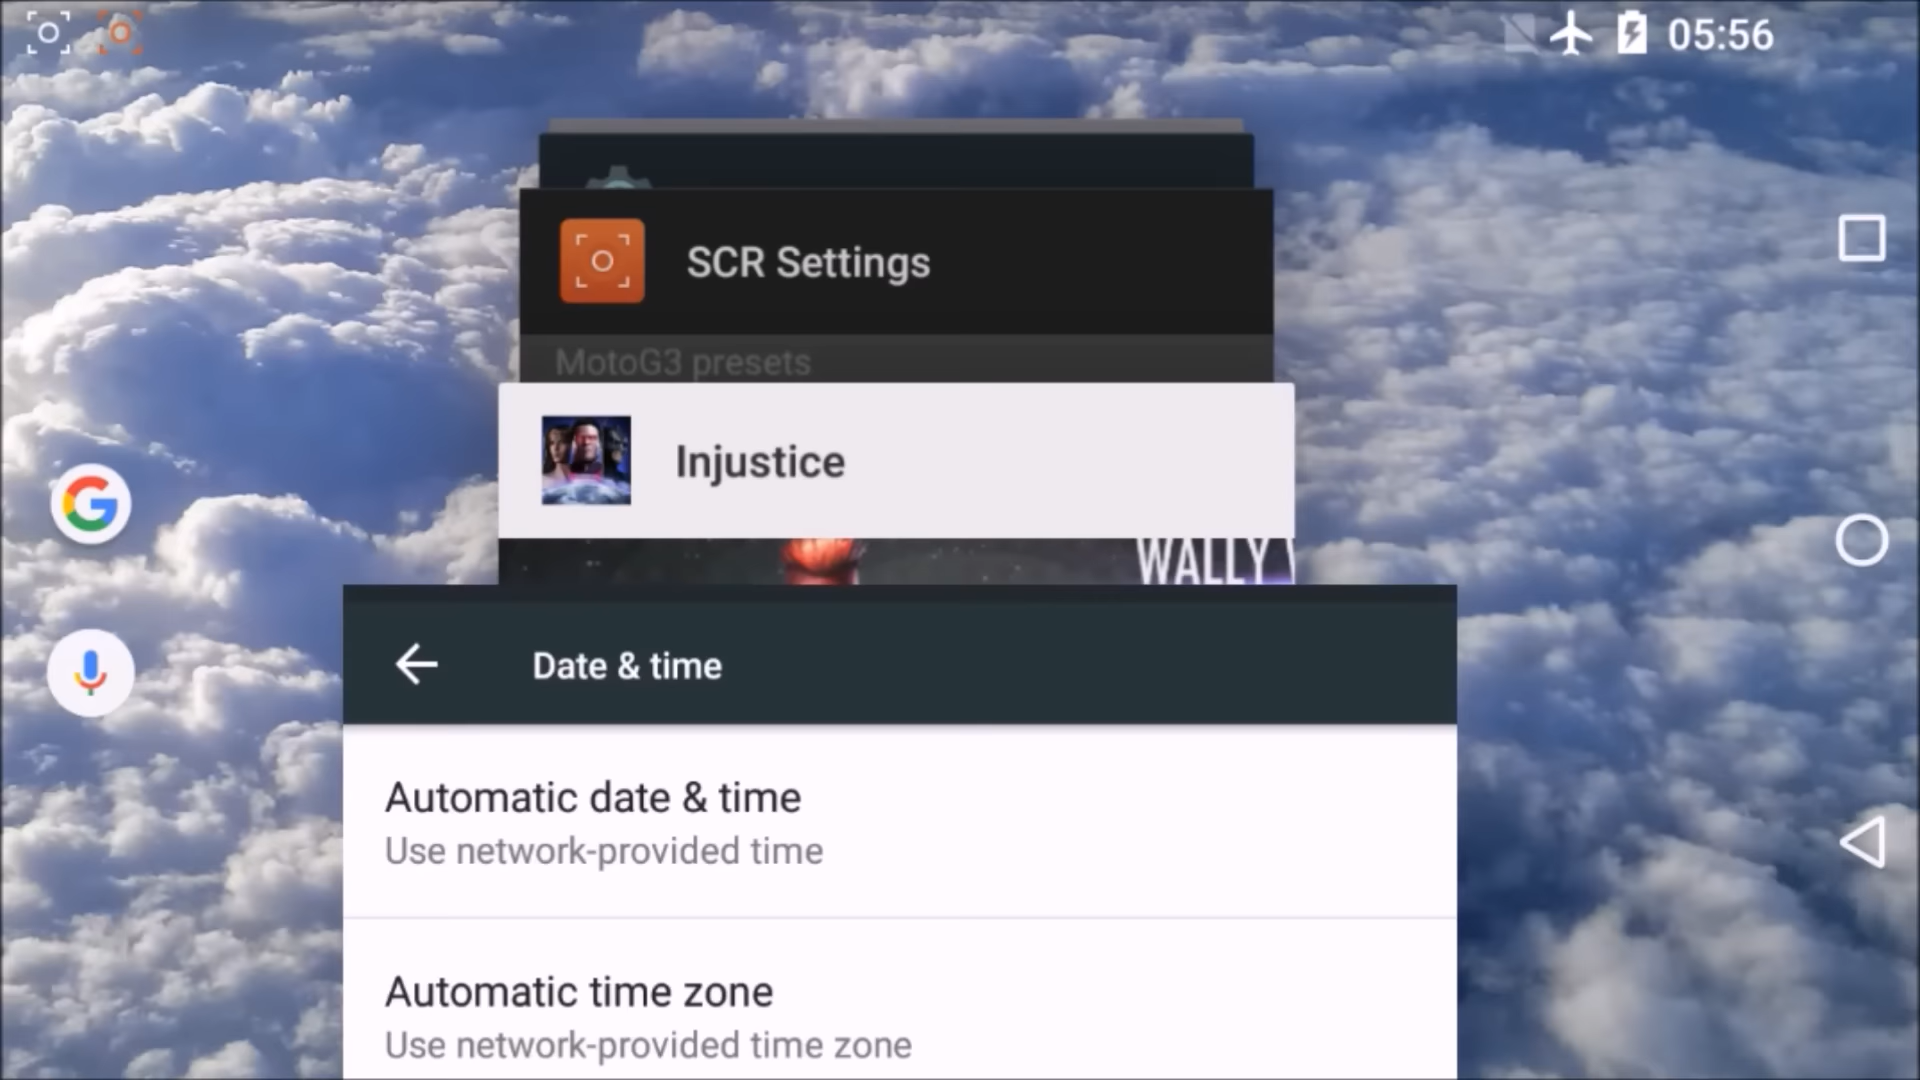 05:56
SCR Settings
MotoG3 presets
Injustice
WALLY
Date & time
Automatic date & time
Use network-provided time
Automatic time zone
Use network-provided time zone